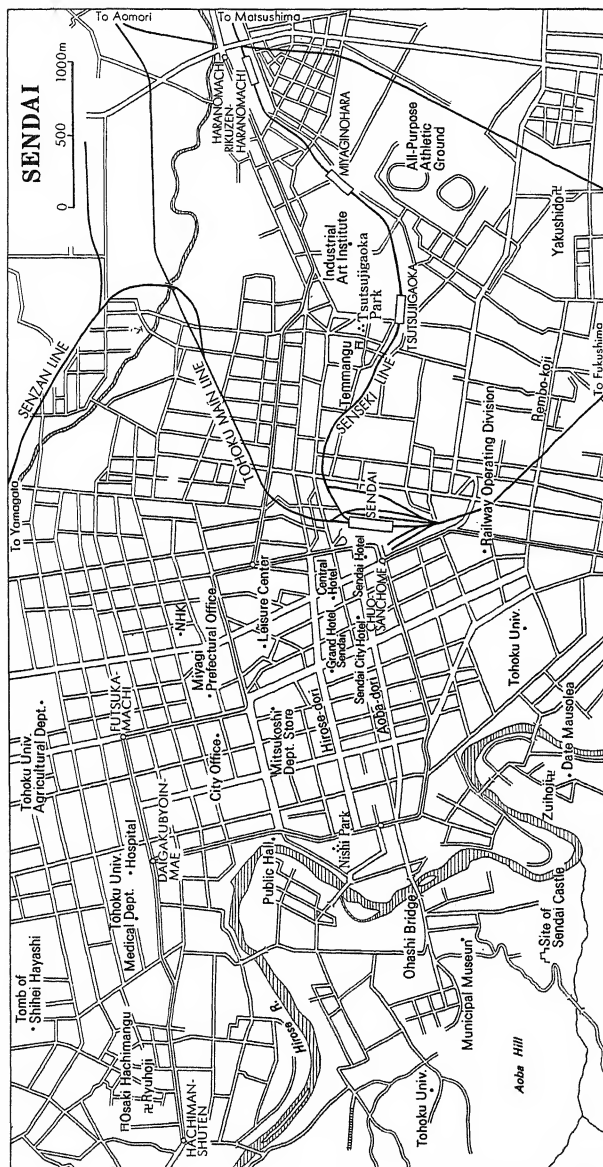 SENDAI
0 500 1000m
To Aomori
To Matsushima
To Yamagata
SENZAN LINE
TOHOKU MAIN LINE
HARANOMACHI
RIKUZEN-
HARANOMACHI
MIYAGINOHARA
All-Purpose
Athletic
Ground
Industrial
Art Institute
Tsutsujigaoka
Park
Temmangu
TSUTSUJIGAOKA
SENSEKI LINE
Yakushido
卍
To Fukushima
Rembo-koji
SENDAI
Railway Operating Division
Tohoku Univ.
Agricultural Dept.
FUTSUKA-
MACHI
NHK
Miyagi
Prefectural Office
Leisure Center
Central
Hotel
Grand Hotel
Sendai
Sendai Hotel
Sendai City Hotel
CHUO-
SANCHOME
City Office
Mitsukoshi
Dept. Store
Hirose-dori
Aoba-dori
Tohoku Univ.
Tomb of
Shihei Hayashi
Tohoku Univ.
Medical Dept.
Hospital
DAIGAKUBYOIN-
MAE
Public Hall
Nishi Park
Ohashi Bridge
Zuihoji
卍
Date Mausolea
Osaki Hachimangu
卍 Ryuhoji
HACHIMAN-
SHUTEN
Hirose R.
Municipal Museun
Site of
Sendai Castle
Tohoku Univ.
Aoba Hill